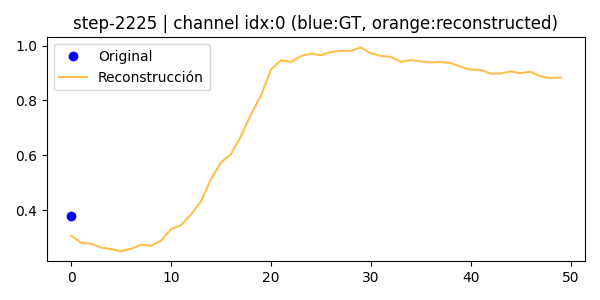 step-2225 | channel idx:0 (blue:GT, orange:reconstructed)
Original
Reconstrucción
1.0
0.8
0.6
0.4
0 10 20 30 40 50